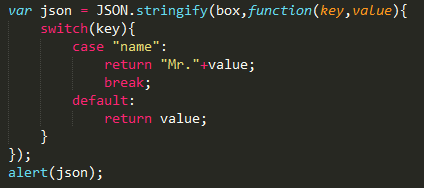 var json = JSON.stringify(box,function(key,value){
    switch(key){
        case "name":
            return "Mr."+value;
            break;
        default:
            return value;
    }
});
alert(json);